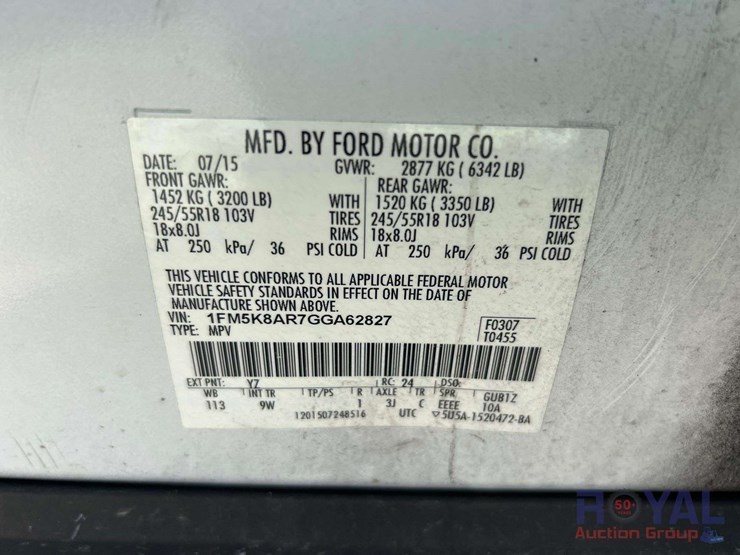 MFD. BY FORD MOTOR CO.
DATE: 07/15 GVWR: 2877 KG ( 6342 LB)
FRONT GAWR: REAR GAWR:
1452 KG ( 3200 LB) WITH 1520 KG ( 3350 LB) WITH
245/55R18 103V TIRES 245/55R18 103V TIRES
18x8.0J RIMS 18x8.0J RIMS
AT 250 kPa/ 36 PSI COLD AT 250 kPa/ 36 PSI COLD
THIS VEHICLE CONFORMS TO ALL APPLICABLE FEDERAL MOTOR
VEHICLE SAFETY STANDARDS IN EFFECT ON THE DATE OF
MANUFACTURE SHOWN ABOVE.
VIN: 1FM5K8AR7GGA62827 F0307
TYPE: MPV T0455
EXT PNT: Y7 RC: 24 DSO:
WB INT TR TP/PS R AXLE TR SPR GUB1Z
113 9W 1 3J C EEEE 10A
1201507248516 UTC ▽5U5A-1520472-BA
50+
ROYAL
Auction Group